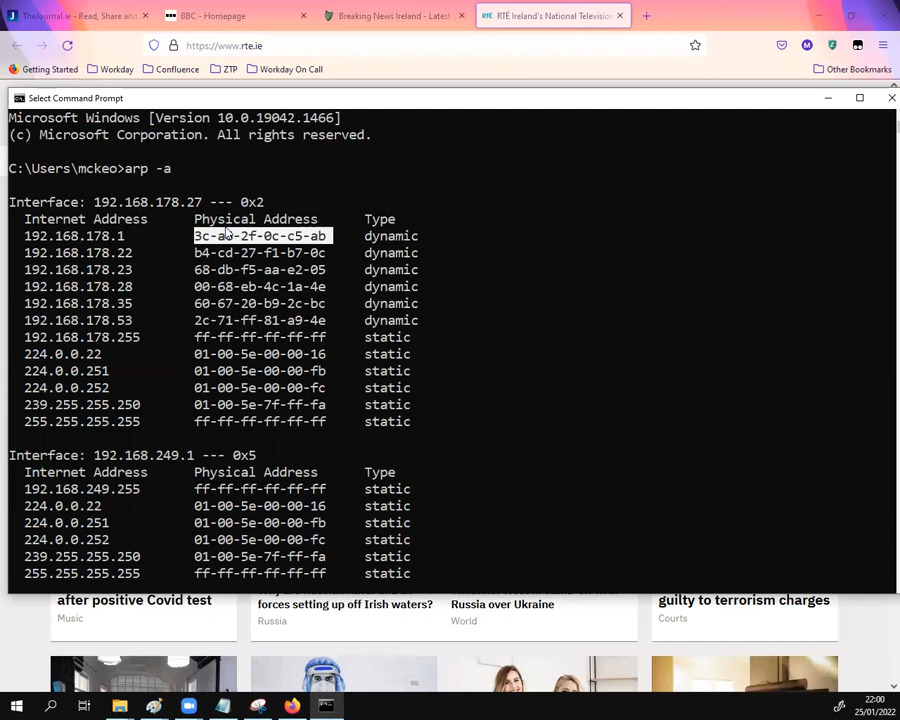 TheJournal.ie - Read, Share and
BBC - Homepage
Breaking News Ireland - Latest
RTÉ Ireland's National Television
https://www.rte.ie
Getting Started
Workday
Confluence
ZTP
Workday On Call
Other Bookmarks
Select Command Prompt
Microsoft Windows [Version 10.0.19042.1466]
(c) Microsoft Corporation. All rights reserved.
C:\Users\mckeo>arp -a
Interface: 192.168.178.27 --- 0x2
Internet Address Physical Address Type
192.168.178.1 dynamic
192.168.178.22 b4-cd-27-f1-b7-0c dynamic
192.168.178.23 68-db-f5-aa-e2-05 dynamic
192.168.178.28 00-68-eb-4c-1a-4e dynamic
192.168.178.35 60-67-20-b9-2c-bc dynamic
192.168.178.53 2c-71-ff-81-a9-4e dynamic
192.168.178.255 ff-ff-ff-ff-ff-ff static
224.0.0.22 01-00-5e-00-00-16 static
224.0.0.251 01-00-5e-00-00-fb static
224.0.0.252 01-00-5e-00-00-fc static
239.255.255.250 01-00-5e-7f-ff-fa static
255.255.255.255 ff-ff-ff-ff-ff-ff static
Interface: 192.168.249.1 --- 0x5
Internet Address Physical Address Type
192.168.249.255 ff-ff-ff-ff-ff-ff static
224.0.0.22 01-00-5e-00-00-16 static
224.0.0.251 01-00-5e-00-00-fb static
224.0.0.252 01-00-5e-00-00-fc static
239.255.255.250 01-00-5e-7f-ff-fa static
255.255.255.255 ff-ff-ff-ff-ff-ff static
after positive Covid test
Music
forces setting up off Irish waters?
Russia
Russia over Ukraine
World
guilty to terrorism charges
Courts
22:00
25/01/2022